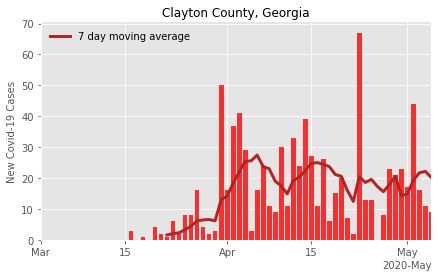 Clayton County, Georgia
7 day moving average
New Covid-19 Cases
70
60
50
40
30
20
10
0
Mar 15 Apr 15 May
2020-May